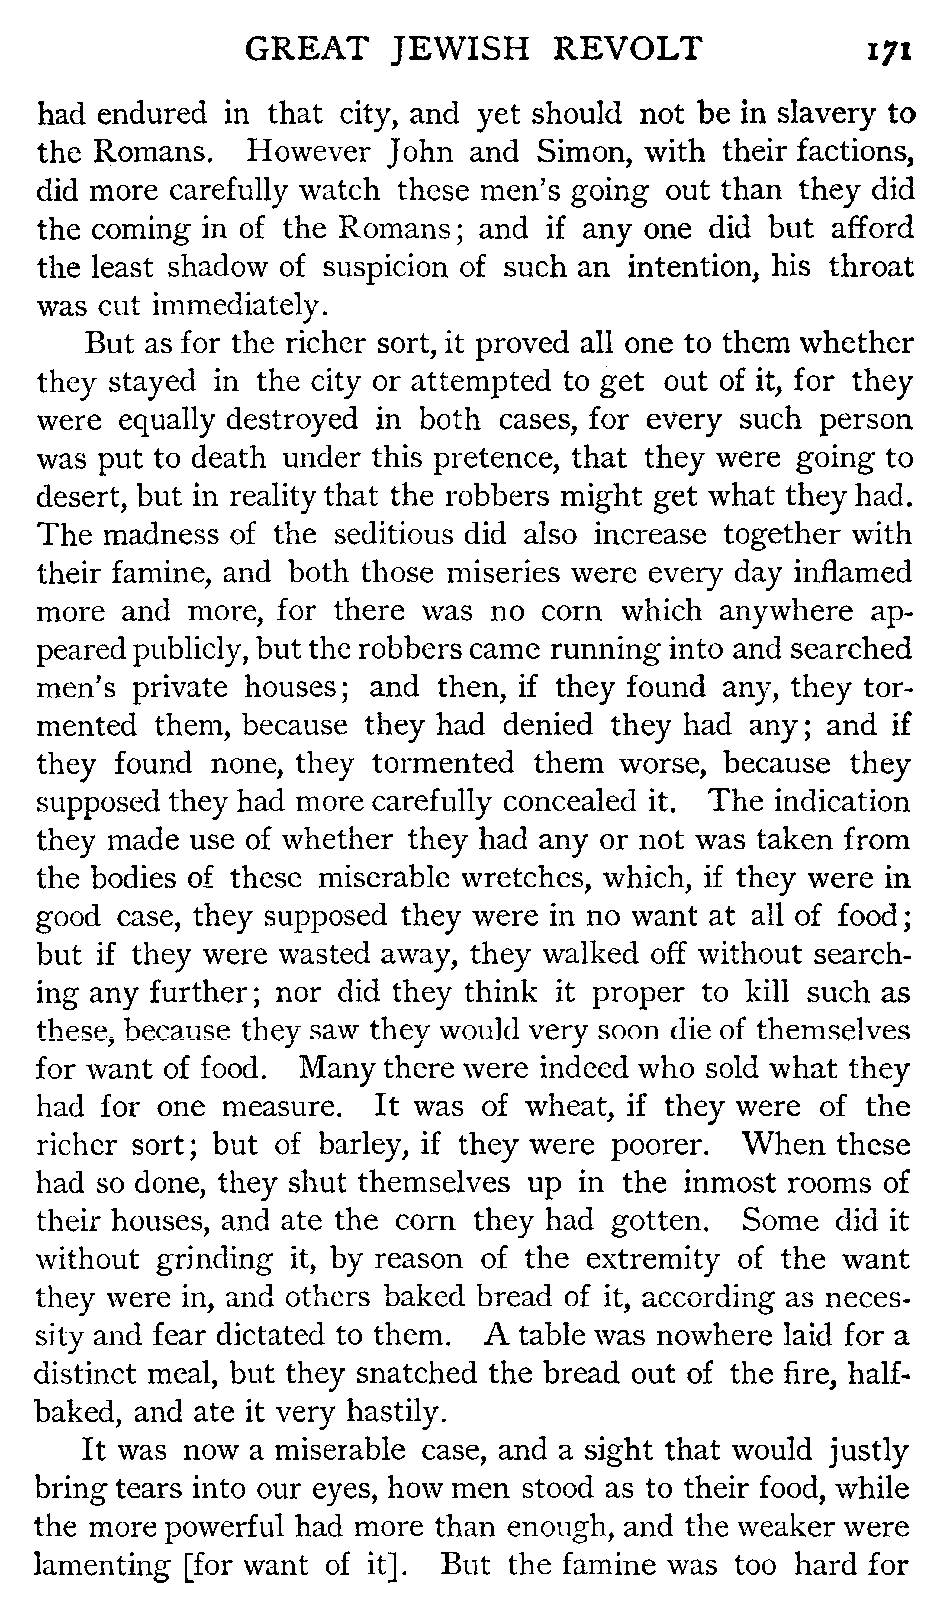 GREAT JEWISH REVOLT 171
had endured in that city, and yet should not be in slavery to
the Romans. However John and Simon, with their factions,
did more carefully watch these men's going out than they did
the coming in of the Romans; and if any one did but afford
the least shadow of suspicion of such an intention, his throat
was cut immediately.
But as for the richer sort, it proved all one to them whether
they stayed in the city or attempted to get out of it, for they
were equally destroyed in both cases, for every such person
was put to death under this pretence, that they were going to
desert, but in reality that the robbers might get what they had.
The madness of the seditious did also increase together with
their famine, and both those miseries were every day inflamed
more and more, for there was no corn which anywhere ap-
peared publicly, but the robbers came running into and searched
men's private houses; and then, if they found any, they tor-
mented them, because they had denied they had any; and if
they found none, they tormented them worse, because they
supposed they had more carefully concealed it. The indication
they made use of whether they had any or not was taken from
the bodies of these miserable wretches, which, if they were in
good case, they supposed they were in no want at all of food;
but if they were wasted away, they walked off without search-
ing any further; nor did they think it proper to kill such as
these, because they saw they would very soon die of themselves
for want of food. Many there were indeed who sold what they
had for one measure. It was of wheat, if they were of the
richer sort; but of barley, if they were poorer. When these
had so done, they shut themselves up in the inmost rooms of
their houses, and ate the corn they had gotten. Some did it
without grinding it, by reason of the extremity of the want
they were in, and others baked bread of it, according as neces-
sity and fear dictated to them. A table was nowhere laid for a
distinct meal, but they snatched the bread out of the fire, half-
baked, and ate it very hastily.
It was now a miserable case, and a sight that would justly
bring tears into our eyes, how men stood as to their food, while
the more powerful had more than enough, and the weaker were
lamenting [for want of it]. But the famine was too hard for